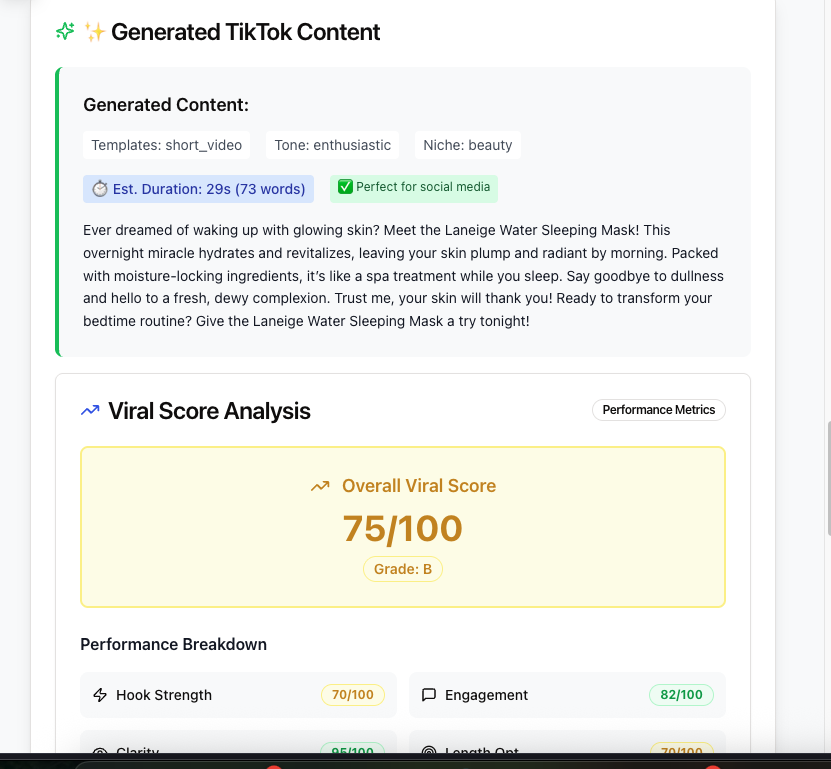 ✨ Generated TikTok Content
Generated Content:
Templates: short_video
Tone: enthusiastic
Niche: beauty
⏱️ Est. Duration: 29s (73 words)
✅ Perfect for social media
Ever dreamed of waking up with glowing skin? Meet the Laneige Water Sleeping Mask! This
overnight miracle hydrates and revitalizes, leaving your skin plump and radiant by morning. Packed
with moisture-locking ingredients, it's like a spa treatment while you sleep. Say goodbye to dullness
and hello to a fresh, dewy complexion. Trust me, your skin will thank you! Ready to transform your
bedtime routine? Give the Laneige Water Sleeping Mask a try tonight!
Viral Score Analysis
Performance Metrics
Overall Viral Score
75/100
Grade: B
Performance Breakdown
Hook Strength
70/100
Engagement
82/100
Clarity
95/100
Length Opt
70/100